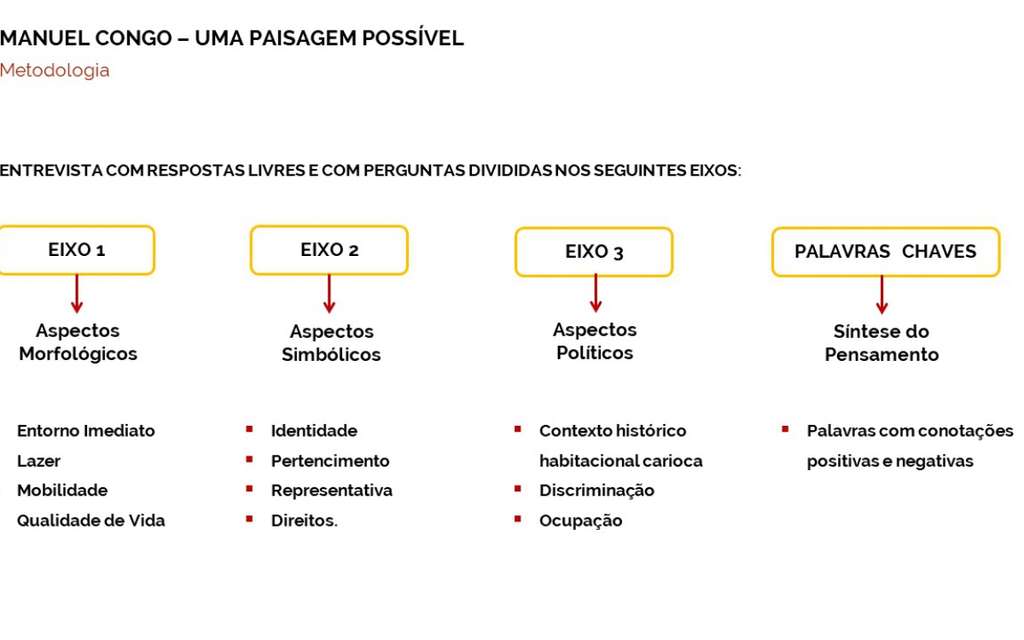 MANUEL CONGO – UMA PAISAGEM POSSÍVEL
Metodologia
ENTREVISTA COM RESPOSTAS LIVRES E COM PERGUNTAS DIVIDIDAS NOS SEGUINTES EIXOS:
EIXO 1
Aspectos
Morfológicos
Entorno Imediato
Lazer
Mobilidade
Qualidade de Vida
EIXO 2
Aspectos
Simbólicos
Identidade
Pertencimento
Representativa
Direitos.
EIXO 3
Aspectos
Políticos
Contexto histórico
habitacional carioca
Discriminação
Ocupação
PALAVRAS CHAVES
Síntese do
Pensamento
Palavras com conotações
positivas e negativas